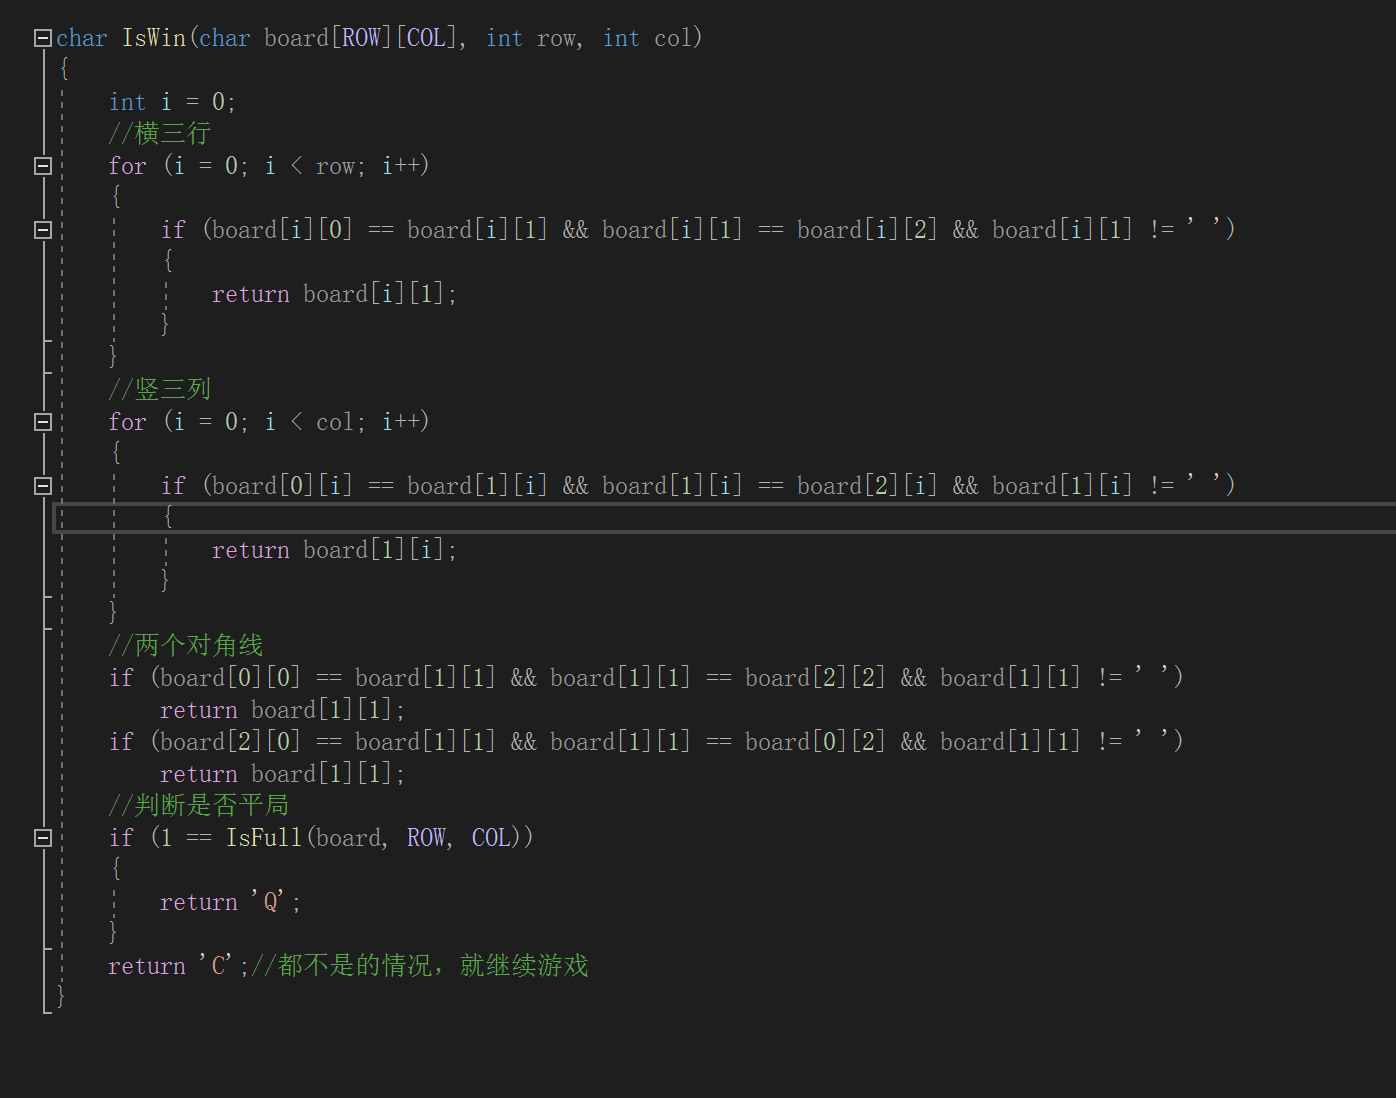 char IsWin(char board[ROW][COL], int row, int col)
{
    int i = 0;
    //横三行
    for (i = 0; i < row; i++)
    {
        if (board[i][0] == board[i][1] && board[i][1] == board[i][2] && board[i][1] != ' ')
        {
            return board[i][1];
        }
    }
    //竖三列
    for (i = 0; i < col; i++)
    {
        if (board[0][i] == board[1][i] && board[1][i] == board[2][i] && board[1][i] != ' ')
        {
            return board[1][i];
        }
    }
    //两个对角线
    if (board[0][0] == board[1][1] && board[1][1] == board[2][2] && board[1][1] != ' ')
        return board[1][1];
    if (board[2][0] == board[1][1] && board[1][1] == board[0][2] && board[1][1] != ' ')
        return board[1][1];
    //判断是否平局
    if (1 == IsFull(board, ROW, COL))
    {
        return 'Q';
    }
    return 'C';//都不是的情况，就继续游戏
}